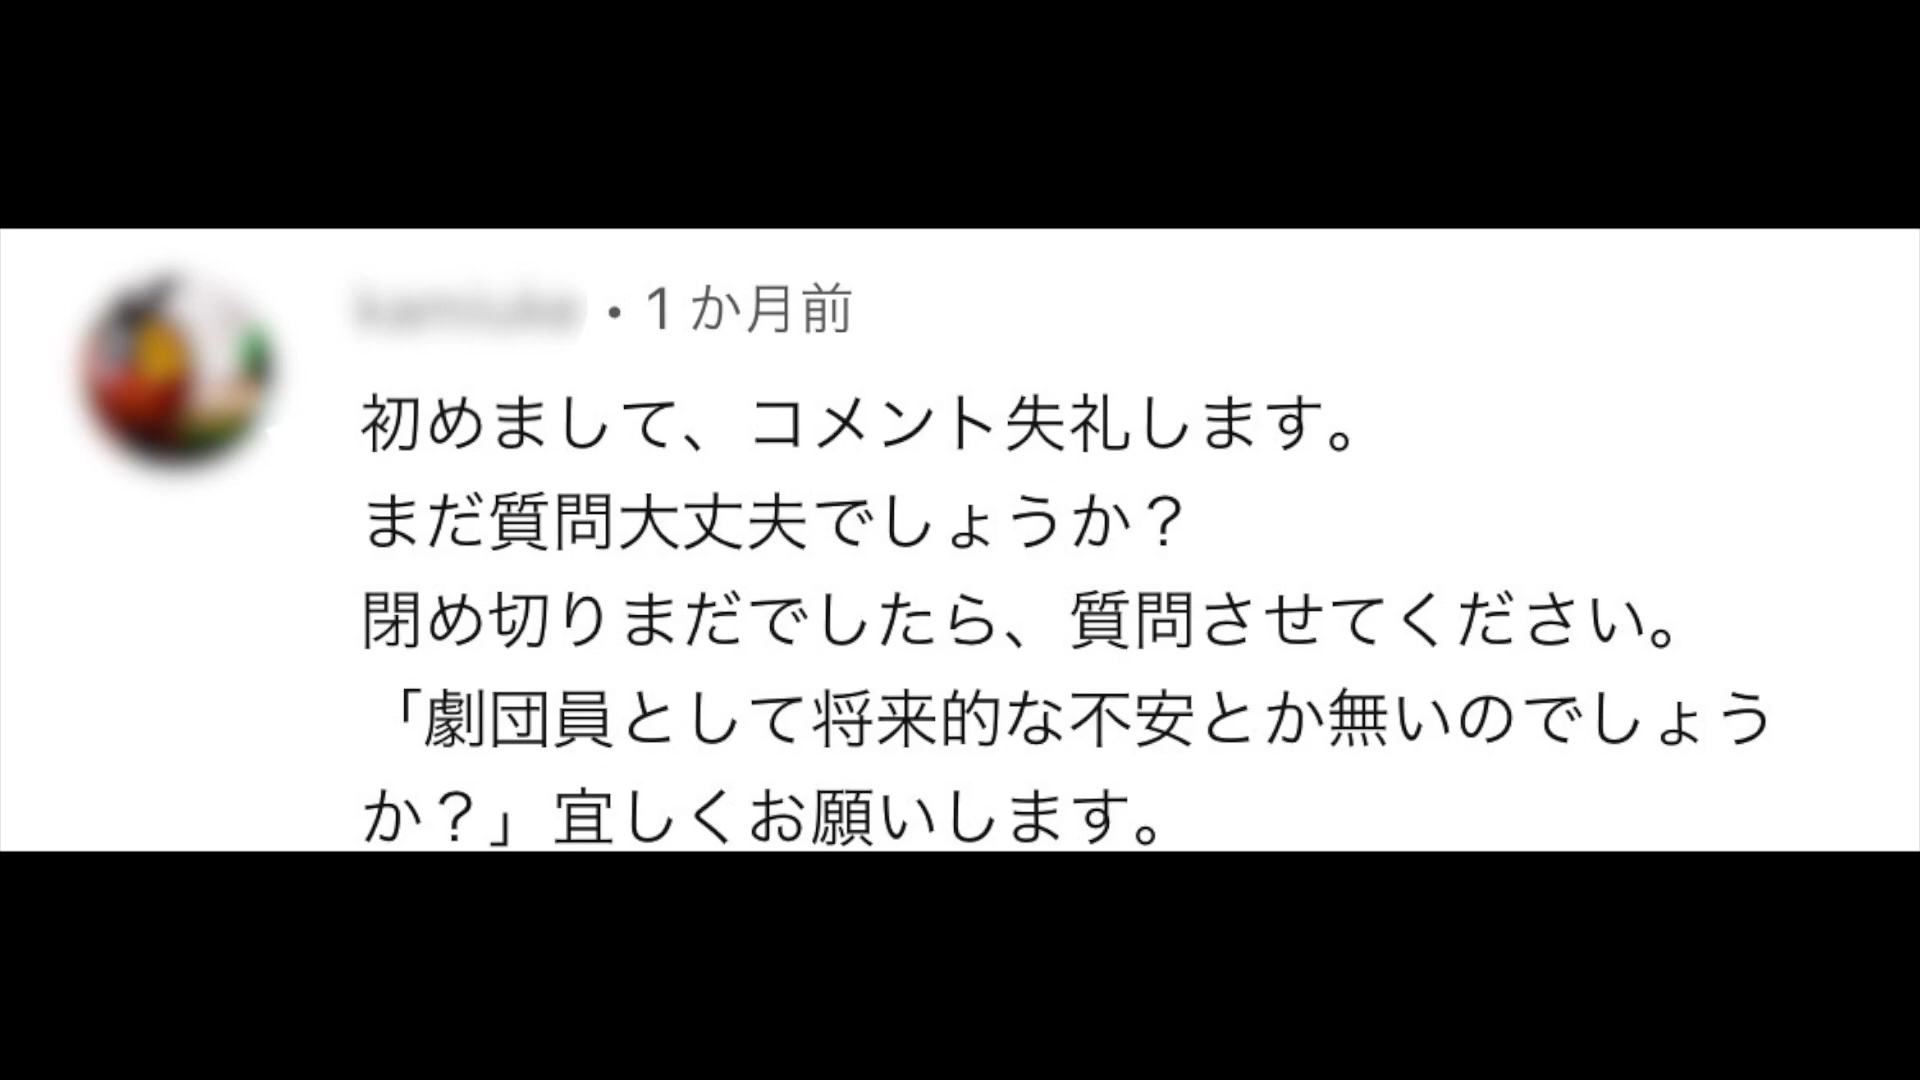 ・1 か月前
初めまして、コメント失礼します。
まだ質問大丈夫でしょうか？
閉め切りまだでしたら、質問させてください。
「劇団員として将来的な不安とか無いのでしょう
か？」宜しくお願いします。